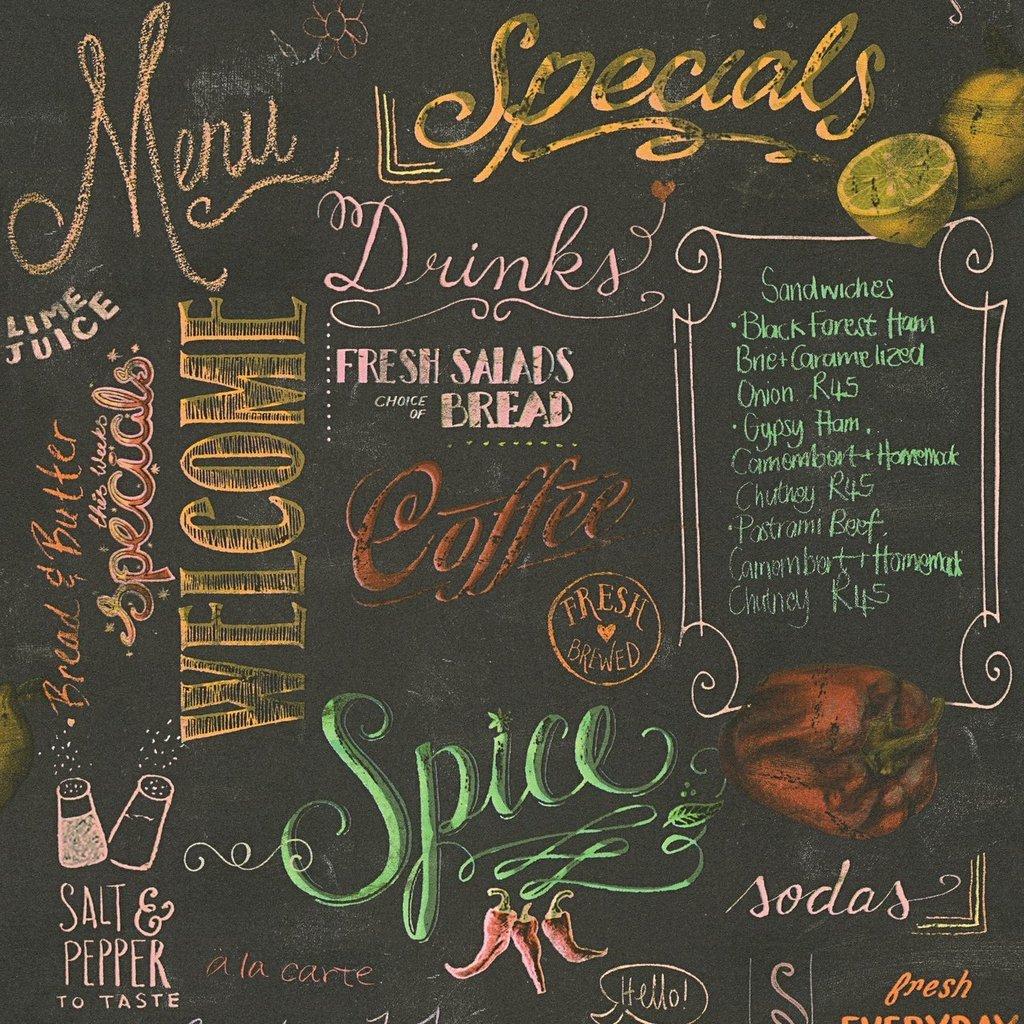 Menu
Specials
Drinks
LIME
JUICE
WELCOME
this weeks
specials
Bread & Butter
FRESH SALADS
CHOICE
OF
BREAD
Coffee
FRESH
BREWED
Sandwiches
• Black Forest Ham
Brie + Caramelized
Onion R45
• Gypsy Ham.
Camembert + Homemade
Chutney R45
• Pastrami Beef.
Camembert + Homemade
Chutney R45
Spice
SALT &
PEPPER
TO TASTE
a la carte
sodas
Hello!
fresh
EVERYDAY